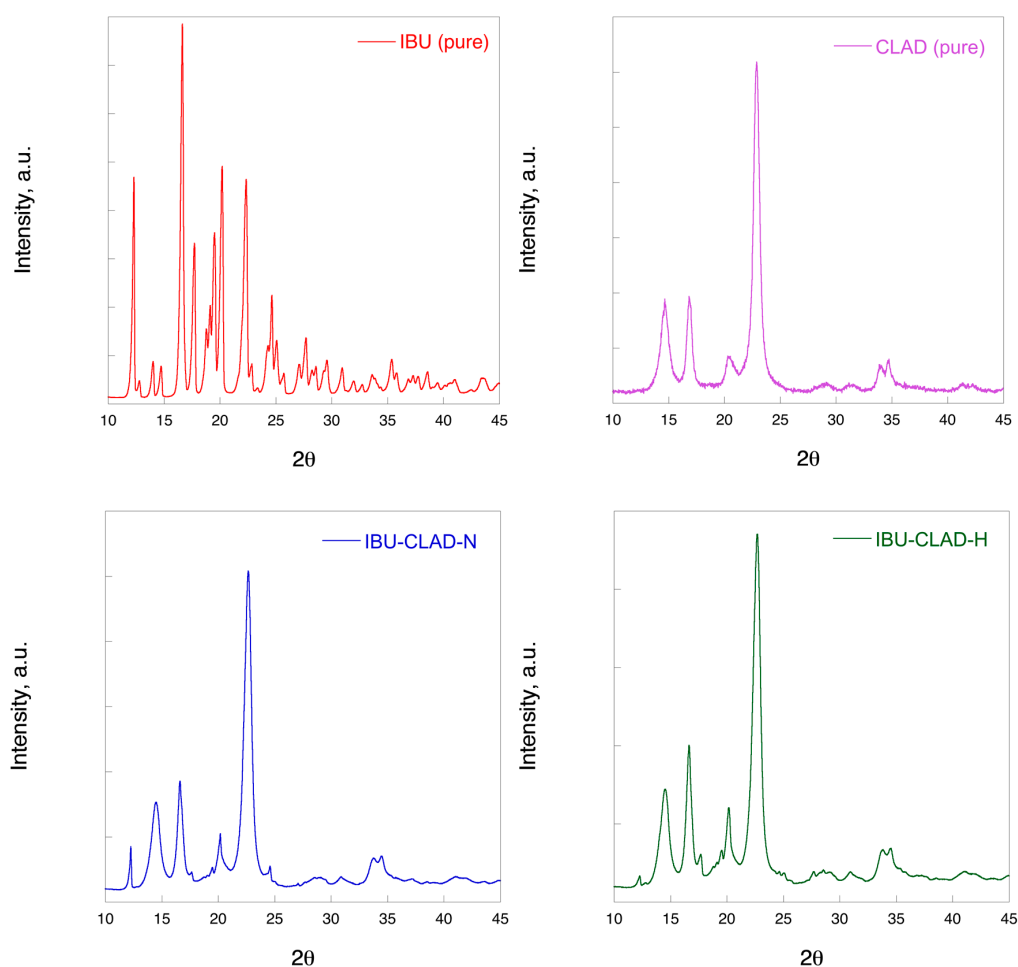 IBU (pure)
Intensity, a.u.
10 15 20 25 30 35 40 45
2θ
CLAD (pure)
Intensity, a.u.
10 15 20 25 30 35 40 45
2θ
IBU-CLAD-N
Intensity, a.u.
10 15 20 25 30 35 40 45
2θ
IBU-CLAD-H
Intensity, a.u.
10 15 20 25 30 35 40 45
2θ